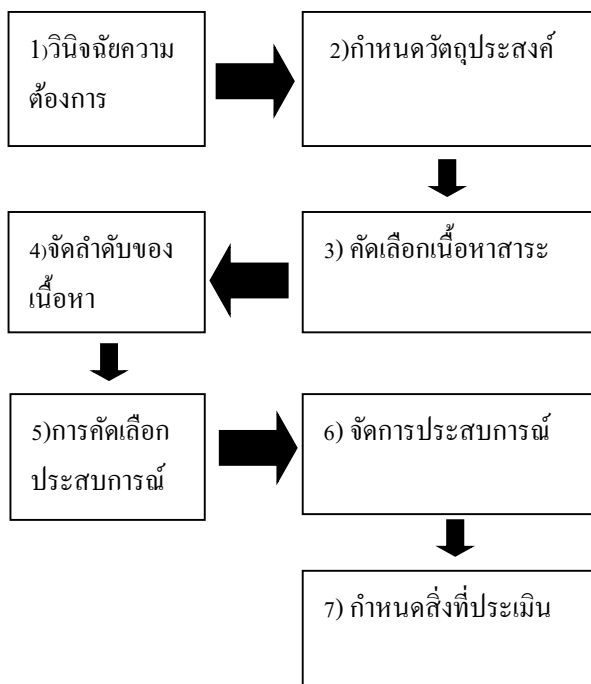 1)วินิจฉัยความ
ต้องการ
2)กำหนดวัตถุประสงค์
3) คัดเลือกเนื้อหาสาระ
4)จัดลำดับของ
เนื้อหา
5)การคัดเลือก
ประสบการณ์
6) จัดการประสบการณ์
7) กำหนดสิ่งที่ประเมิน